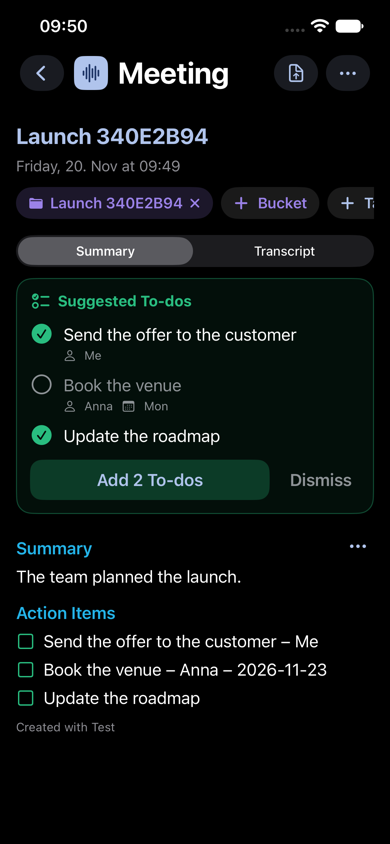 09:50
Meeting
Launch 340E2B94
Friday, 20. Nov at 09:49
Launch 340E2B94 × + Bucket +
Summary Transcript
Suggested To-dos
Send the offer to the customer
Me
Book the venue
Anna Mon
Update the roadmap
Add 2 To-dos Dismiss
Summary ...
The team planned the launch.
Action Items
Send the offer to the customer – Me
Book the venue – Anna – 2026-11-23
Update the roadmap
Created with Test